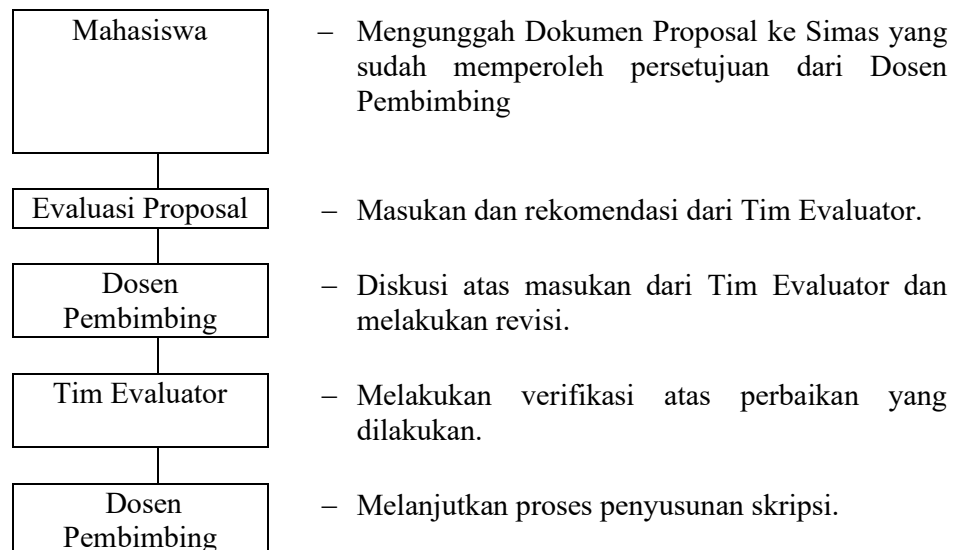 Mahasiswa
– Mengunggah Dokumen Proposal ke Simas yang
sudah memperoleh persetujuan dari Dosen
Pembimbing
Evaluasi Proposal
– Masukan dan rekomendasi dari Tim Evaluator.
Dosen
Pembimbing
– Diskusi atas masukan dari Tim Evaluator dan
melakukan revisi.
Tim Evaluator
– Melakukan verifikasi atas perbaikan yang
dilakukan.
Dosen
Pembimbing
– Melanjutkan proses penyusunan skripsi.